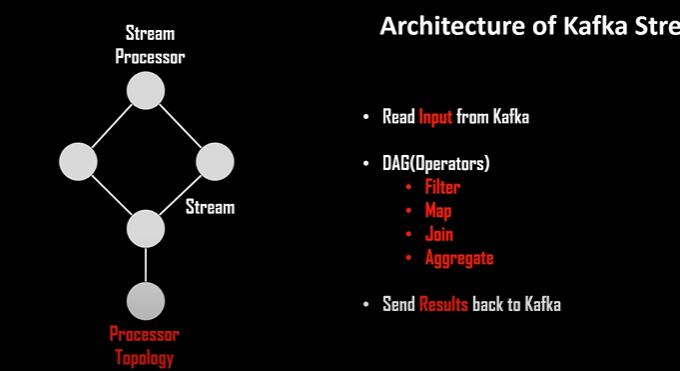 Architecture of Kafka Stre
Stream
Processor
Stream
Processor
Topology
• Read Input from Kafka
• DAG(Operators)
• Filter
• Map
• Join
• Aggregate
• Send Results back to Kafka